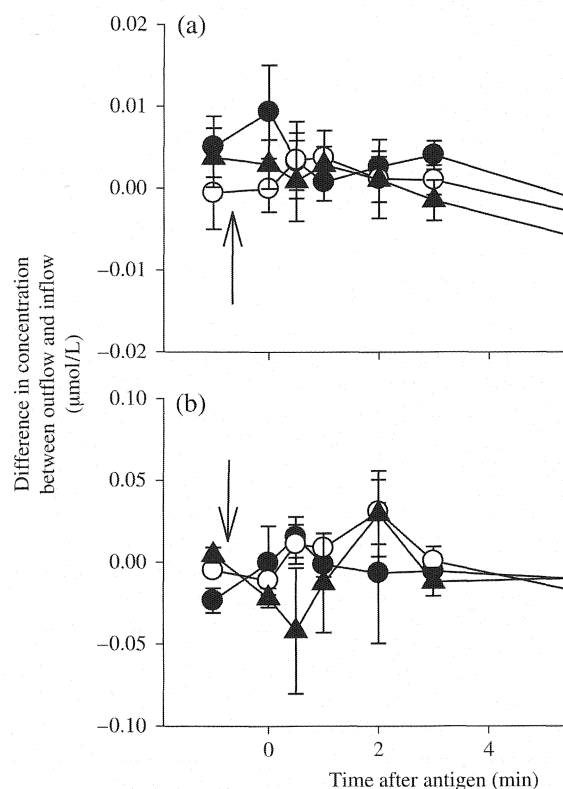 (a)
0.02
0.01
0.00
−0.01
−0.02
Difference in concentration
between outflow and inflow
(µmol/L)
(b)
0.10
0.05
0.00
−0.05
−0.10
0 2 4
Time after antigen (min)